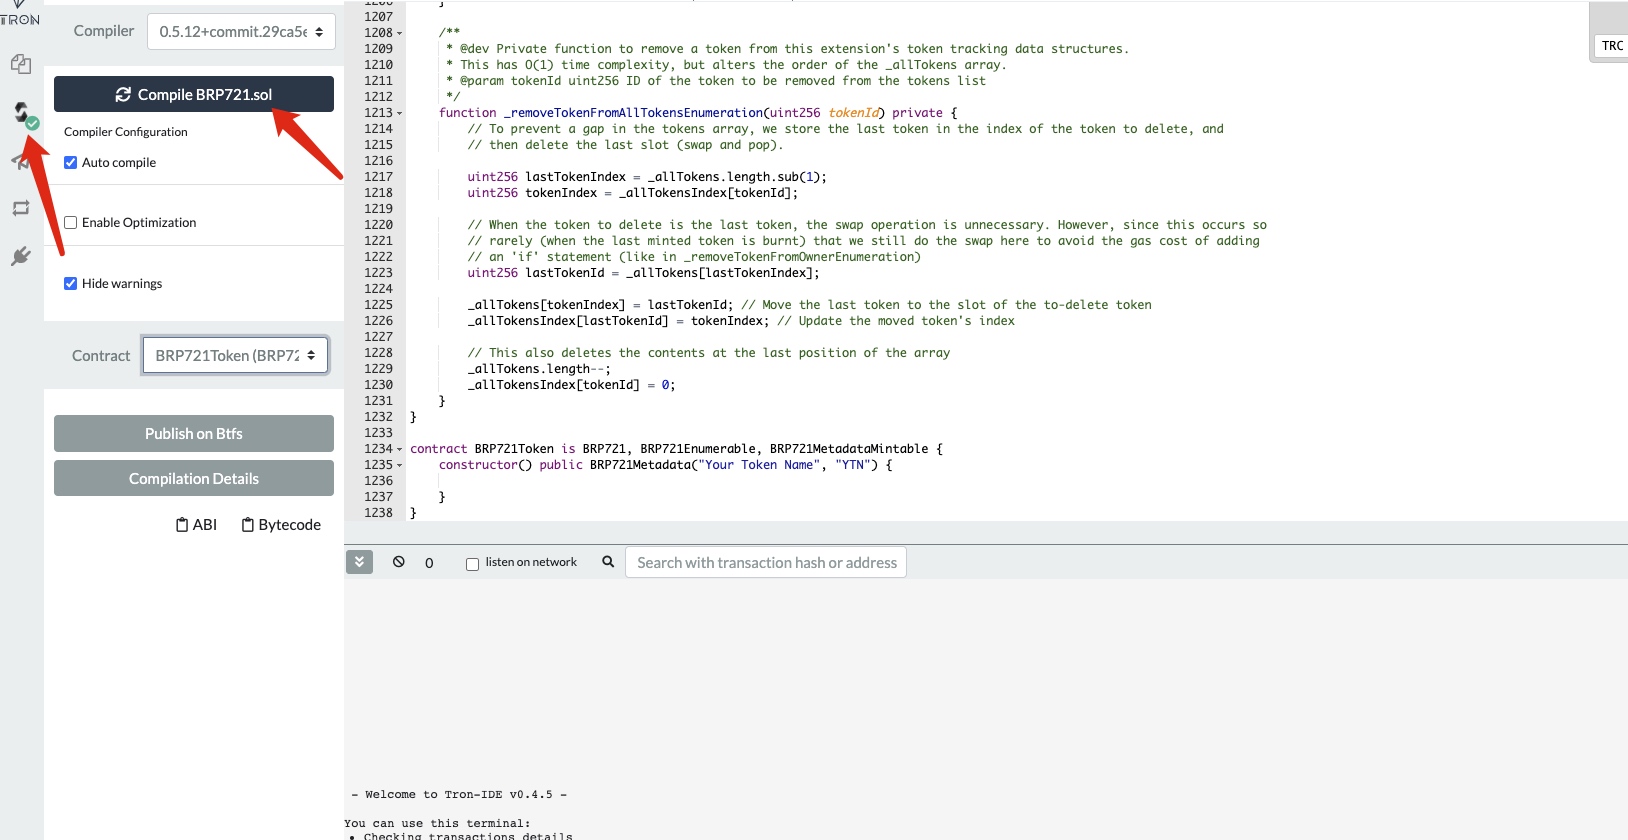 TRON
Compiler
0.5.12+commit.29ca5e
Compile BRP721.sol
Compiler Configuration
Auto compile
Enable Optimization
Hide warnings
Contract
BRP721Token (BRP72
Publish on Btfs
Compilation Details
ABI
Bytecode
1206 }
1207
1208 /**
1209 * @dev Private function to remove a token from this extension's token tracking data structures.
1210 * This has O(1) time complexity, but alters the order of the _allTokens array.
1211 * @param tokenId uint256 ID of the token to be removed from the tokens list
1212 */
1213 function _removeTokenFromAllTokensEnumeration(uint256 tokenId) private {
1214 // To prevent a gap in the tokens array, we store the last token in the index of the token to delete, and
1215 // then delete the last slot (swap and pop).
1216
1217 uint256 lastTokenIndex = _allTokens.length.sub(1);
1218 uint256 tokenIndex = _allTokensIndex[tokenId];
1219
1220 // When the token to delete is the last token, the swap operation is unnecessary. However, since this occurs so
1221 // rarely (when the last minted token is burnt) that we still do the swap here to avoid the gas cost of adding
1222 // an 'if' statement (like in _removeTokenFromOwnerEnumeration)
1223 uint256 lastTokenId = _allTokens[lastTokenIndex];
1224
1225 _allTokens[tokenIndex] = lastTokenId; // Move the last token to the slot of the to-delete token
1226 _allTokensIndex[lastTokenId] = tokenIndex; // Update the moved token's index
1227
1228 // This also deletes the contents at the last position of the array
1229 _allTokens.length--;
1230 _allTokensIndex[tokenId] = 0;
1231 }
1232 }
1233
1234 contract BRP721Token is BRP721, BRP721Enumerable, BRP721MetadataMintable {
1235 constructor() public BRP721Metadata("Your Token Name", "YTN") {
1236
1237 }
1238 }
TRC
0
listen on network
Search with transaction hash or address
- Welcome to Tron-IDE v0.4.5 -
You can use this terminal:
• Checking transactions details